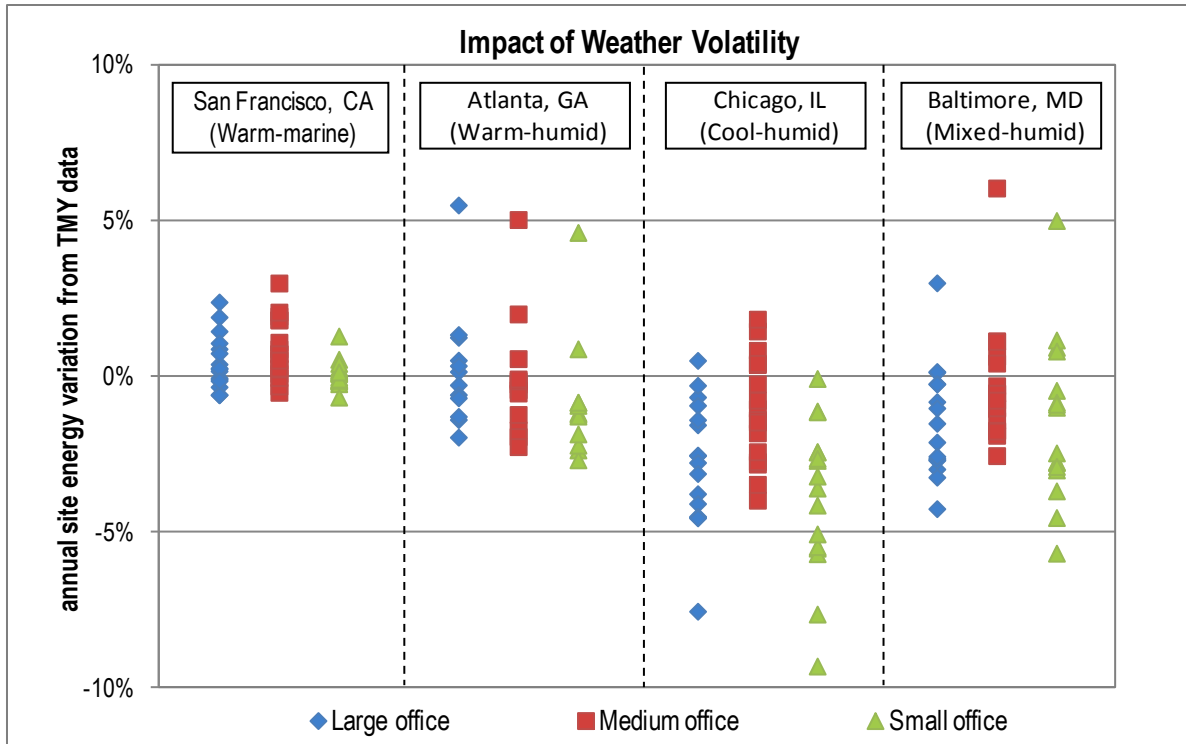 Impact of Weather Volatility
10%
5%
0%
-5%
-10%
annual site energy variation from TMY data
San Francisco, CA
(Warm-marine)
Atlanta, GA
(Warm-humid)
Chicago, IL
(Cool-humid)
Baltimore, MD
(Mixed-humid)
Large office
Medium office
Small office